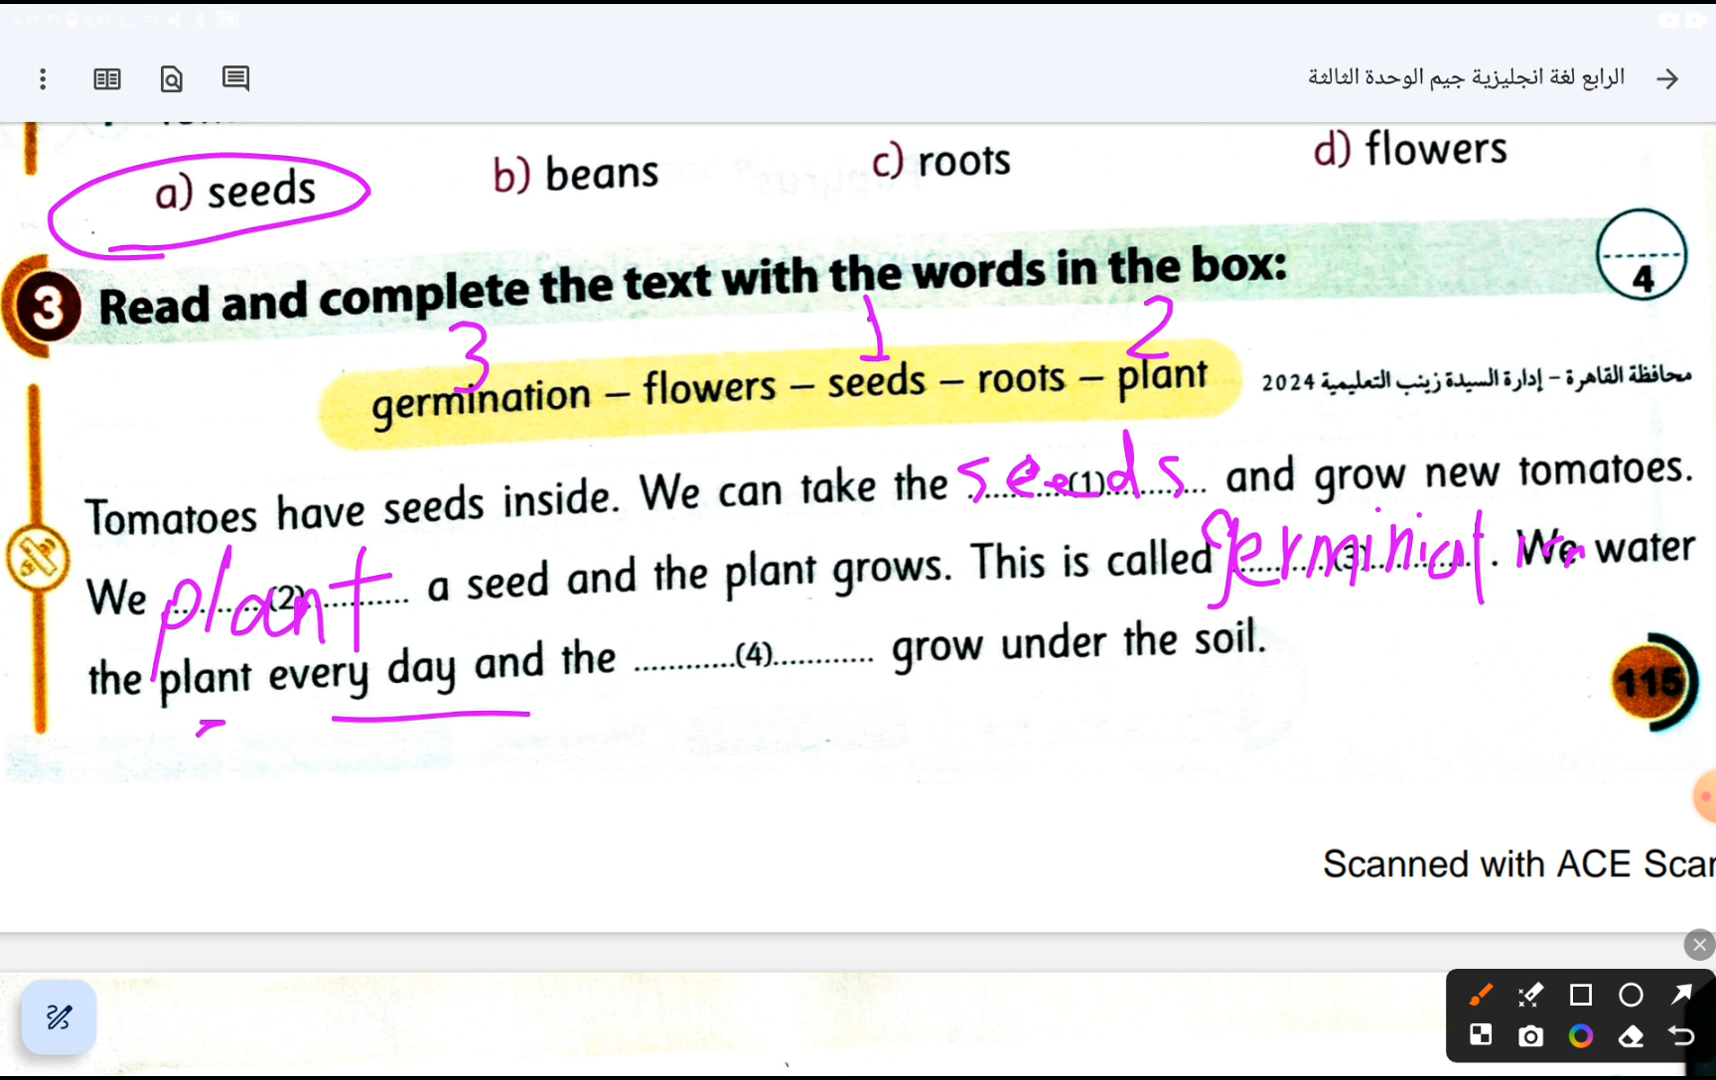 الرابع لغة انجليزية جيم الوحدة الثالثة
a) seeds b) beans c) roots d) flowers
3 Read and complete the text with the words in the box:
4
3 1 2
germination – flowers – seeds – roots – plant
محافظة القاهرة – إدارة السيدة زينب التعليمية 2024
Tomatoes have seeds inside. We can take the ..........(1).......... seeds and grow new tomatoes.
We ..........(2).......... plant a seed and the plant grows. This is called ..........(3).......... . We water
the plant every day and the ............(4)............ grow under the soil.
115
Scanned with ACE Scar